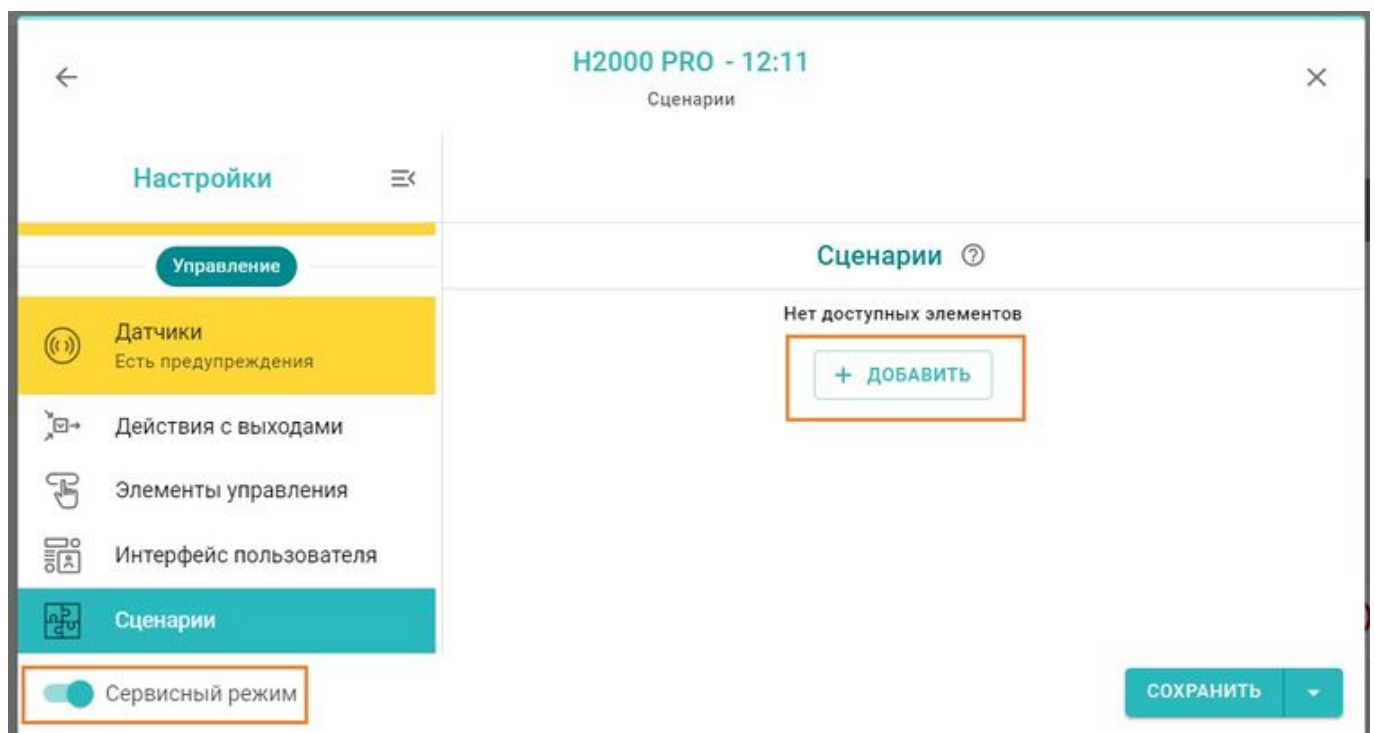 H2000 PRO - 12:11
Сценарии
Настройки
Управление
Датчики
Есть предупреждения
Действия с выходами
Элементы управления
Интерфейс пользователя
Сценарии
Сервисный режим
Сценарии
Нет доступных элементов
+ ДОБАВИТЬ
СОХРАНИТЬ